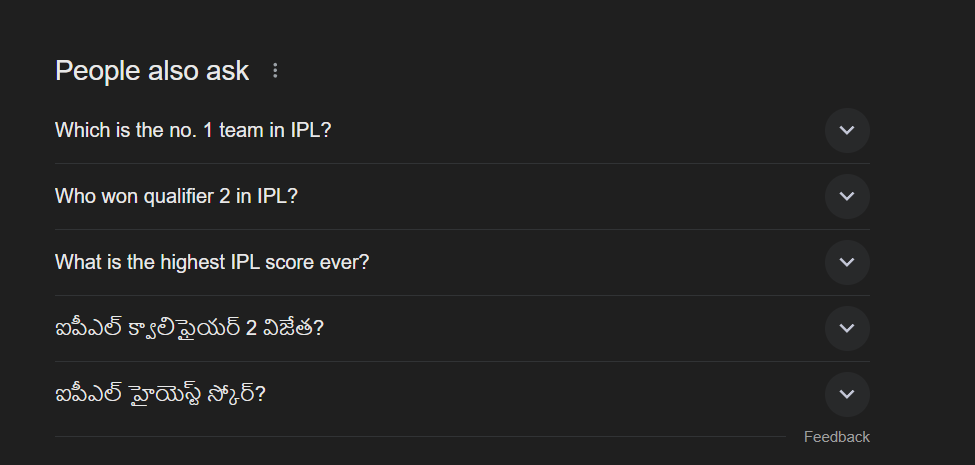 People also ask
Which is the no. 1 team in IPL?
Who won qualifier 2 in IPL?
What is the highest IPL score ever?
ఐపీఎల్ క్వాలిఫైయర్ 2 విజేత?
ఐపీఎల్ హైయెస్ట్ స్కోర్?
Feedback